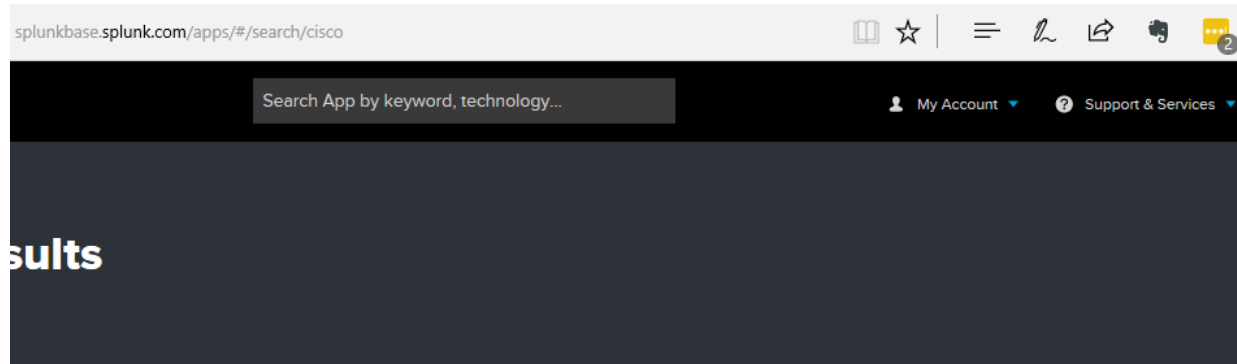 splunkbase.splunk.com/apps/#/search/cisco
2
Search App by keyword, technology...
My Account
? Support & Services
sults